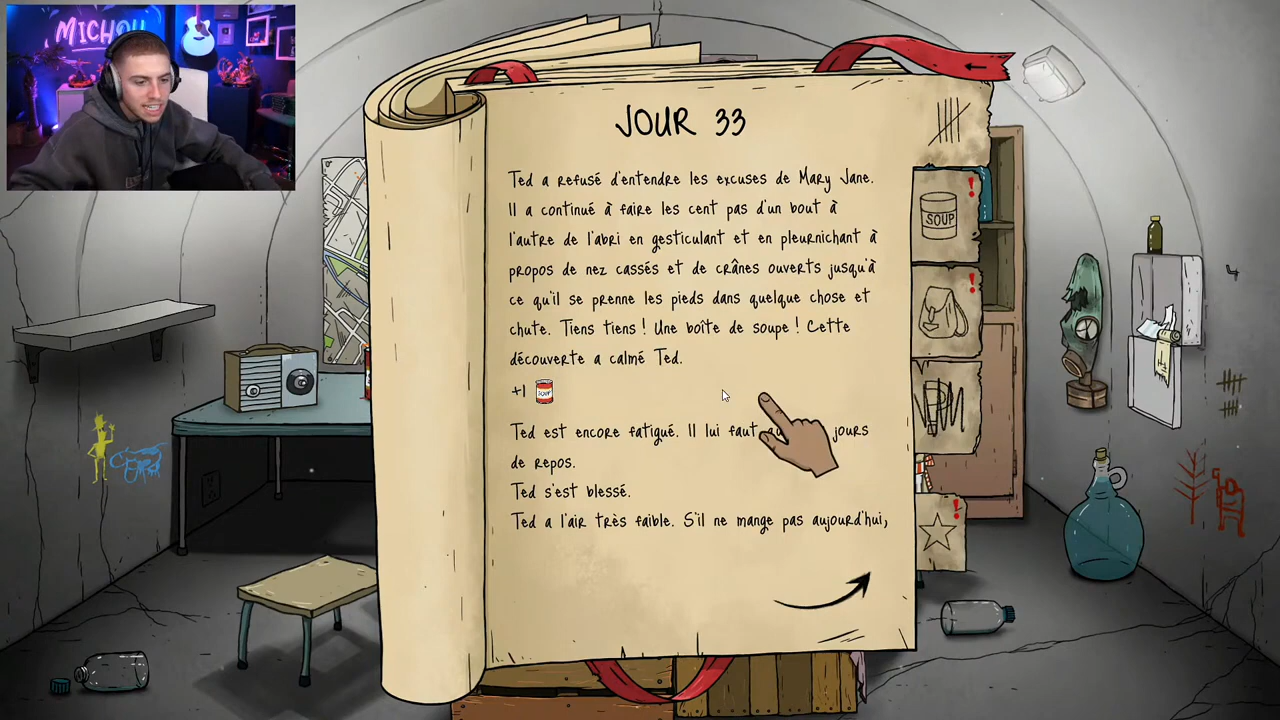 MICHOU
JOUR 33
Ted a refusé d'entendre les excuses de Mary Jane.
Il a continué à faire les cent pas d'un bout à
l'autre de l'abri en gesticulant et en pleurnichant à
propos de nez cassés et de crânes ouverts jusqu'à
ce qu'il se prenne les pieds dans quelque chose et
chute. Tiens tiens ! Une boîte de soupe ! Cette
découverte a calmé Ted.
+1 SOUP
Ted est encore fatigué. Il lui faut jours
de repos.
Ted s'est blessé.
Ted a l'air très faible. S'il ne mange pas aujourd'hui,
!
SOUP
!
!